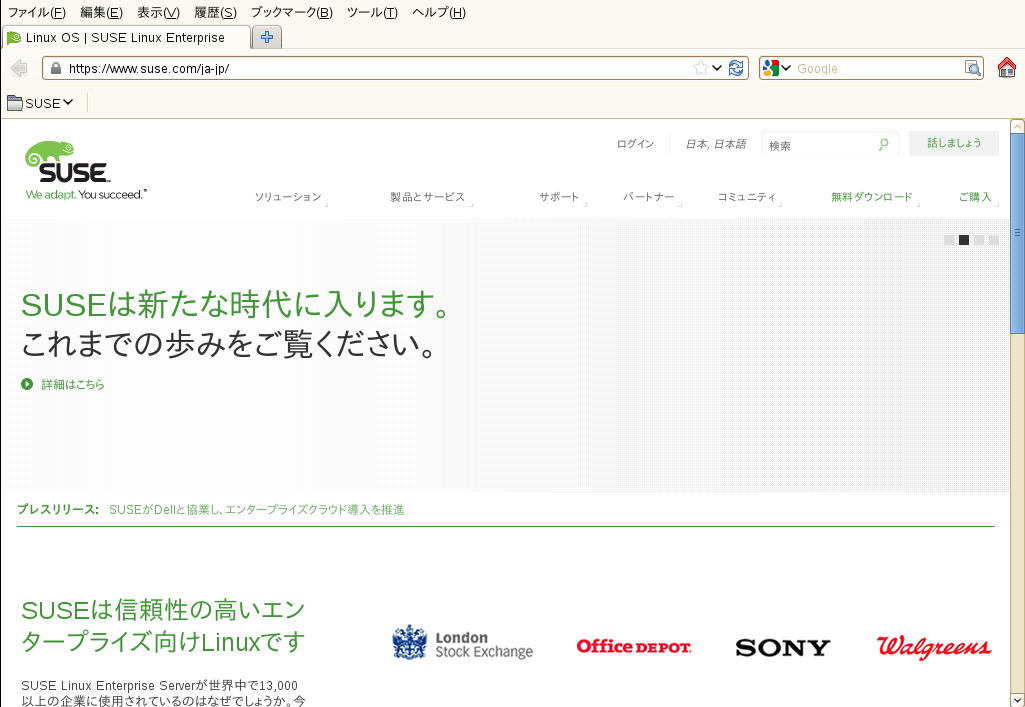 ファイル(F) 編集(E) 表示(V) 履歴(S) ブックマーク(B) ツール(T) ヘルプ(H)
Linux OS | SUSE Linux Enterprise
https://www.suse.com/ja-jp/
Google
SUSE
SUSE
We adapt. You succeed.™
ログイン 日本, 日本語 検索 話しましょう
ソリューション 製品とサービス サポート パートナー コミュニティ 無料ダウンロード ご購入
SUSEは新たな時代に入ります。
これまでの歩みをご覧ください。
詳細はこちら
プレスリリース: SUSEがDellと協業し、エンタープライズクラウド導入を推進
SUSEは信頼性の高いエン
タープライズ向けLinuxです
London
Stock Exchange
Office DEPOT.
SONY
Walgreens
SUSE Linux Enterprise Serverが世界中で13,000
以上の企業に使用されているのはなぜでしょうか。今